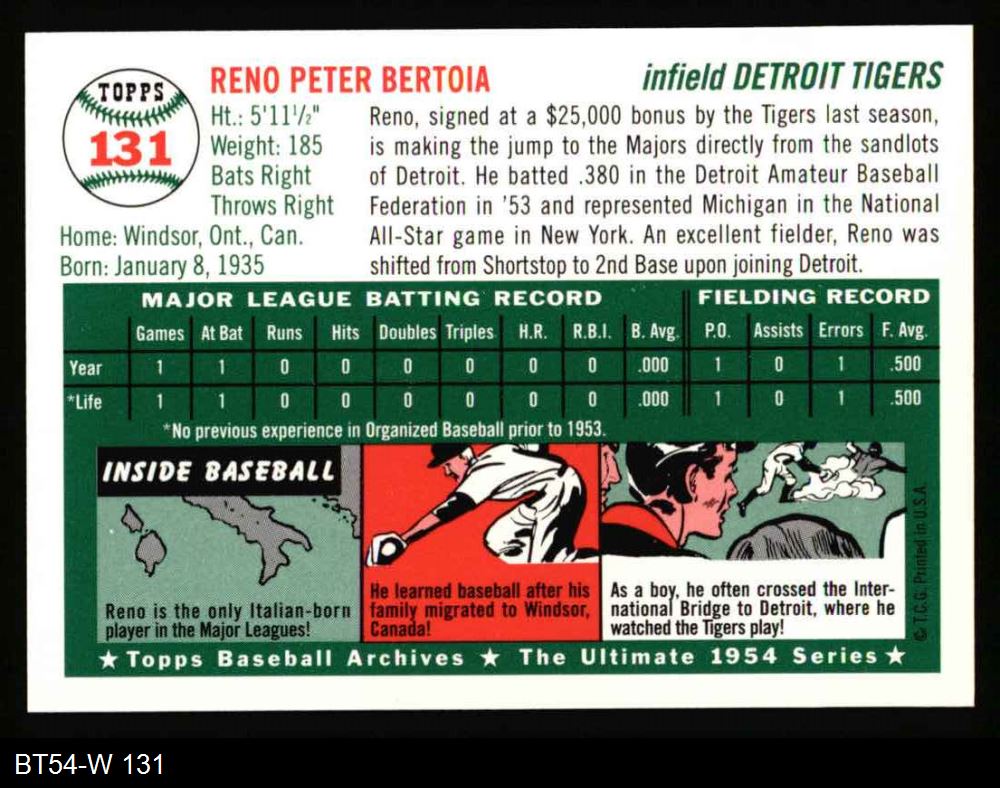 TOPPS
131
RENO PETER BERTOIA
infield DETROIT TIGERS
Ht.: 5'11½"
Weight: 185
Bats Right
Throws Right
Home: Windsor, Ont., Can.
Born: January 8, 1935
Reno, signed at a $25,000 bonus by the Tigers last season,
is making the jump to the Majors directly from the sandlots
of Detroit. He batted .380 in the Detroit Amateur Baseball
Federation in '53 and represented Michigan in the National
All-Star game in New York. An excellent fielder, Reno was
shifted from Shortstop to 2nd Base upon joining Detroit.
MAJOR LEAGUE BATTING RECORD FIELDING RECORD
Games At Bat Runs Hits Doubles Triples H.R. R.B.I. B. Avg. P.O. Assists Errors F. Avg.
Year 1 1 0 0 0 0 0 0 .000 1 0 1 .500
*Life 1 1 0 0 0 0 0 0 .000 1 0 1 .500
*No previous experience in Organized Baseball prior to 1953.
INSIDE BASEBALL
Reno is the only Italian-born
player in the Major Leagues!
He learned baseball after his
family migrated to Windsor,
Canada!
As a boy, he often crossed the Inter-
national Bridge to Detroit, where he
watched the Tigers play!
© T.C.G. Printed in U.S.A.
★ Topps Baseball Archives ★ The Ultimate 1954 Series ★
BT54-W 131